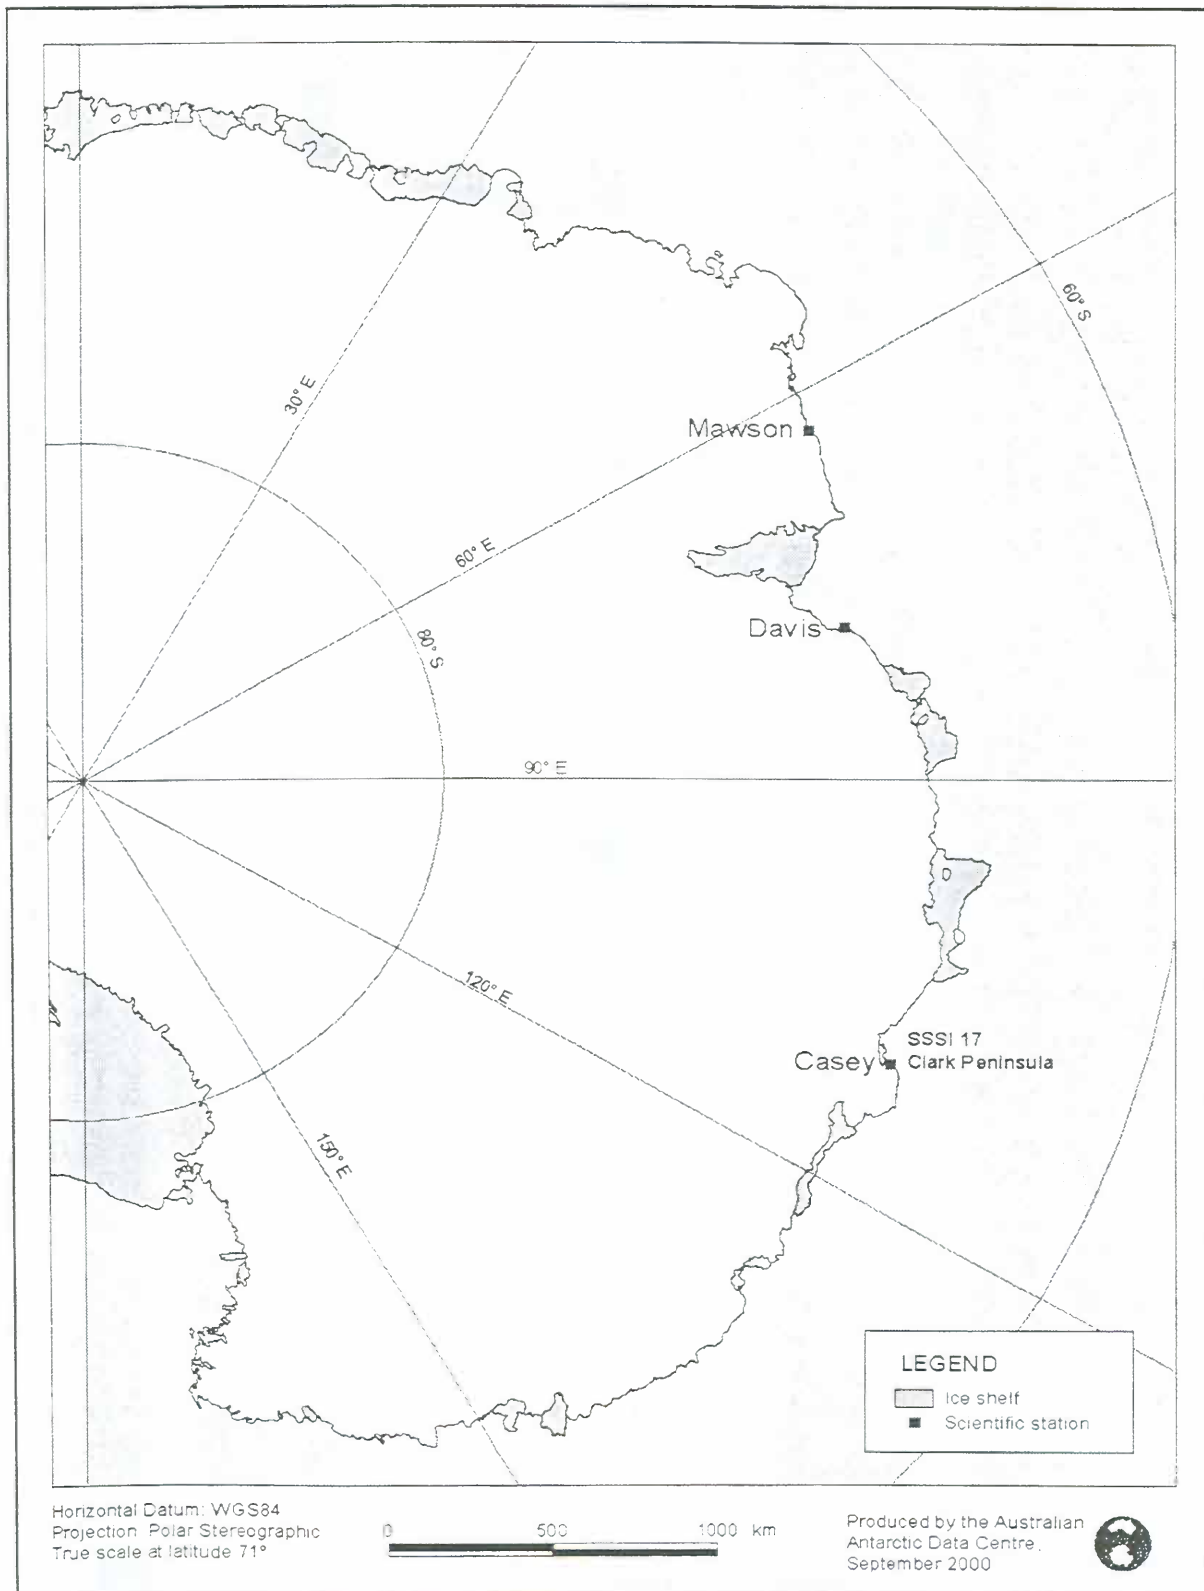 30° E
60° S
Mawson
60° E
80° S
Davis
90° E
120° E
SSSI 17
Casey
Clark Peninsula
150° E
LEGEND
Ice shelf
Scientific station
Horizontal Datum: WGS84
Projection Polar Stereographic
True scale at latitude 71°
0 500 1000 km
Produced by the Australian
Antarctic Data Centre,
September 2000